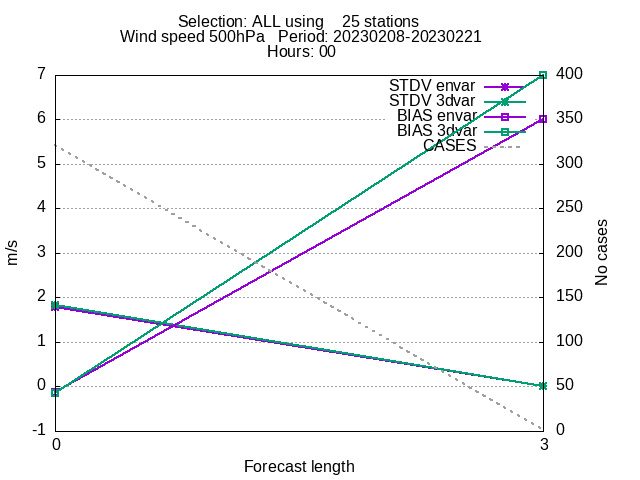 Selection: ALL using    25 stations
Wind speed 500hPa   Period: 20230208-20230221
Hours: 00
7
6
5
4
3
2
1
0
-1
400
350
300
250
200
150
100
50
0
STDV envar
STDV 3dvar
BIAS envar
BIAS 3dvar
CASES
m/s
No cases
0
3
Forecast length